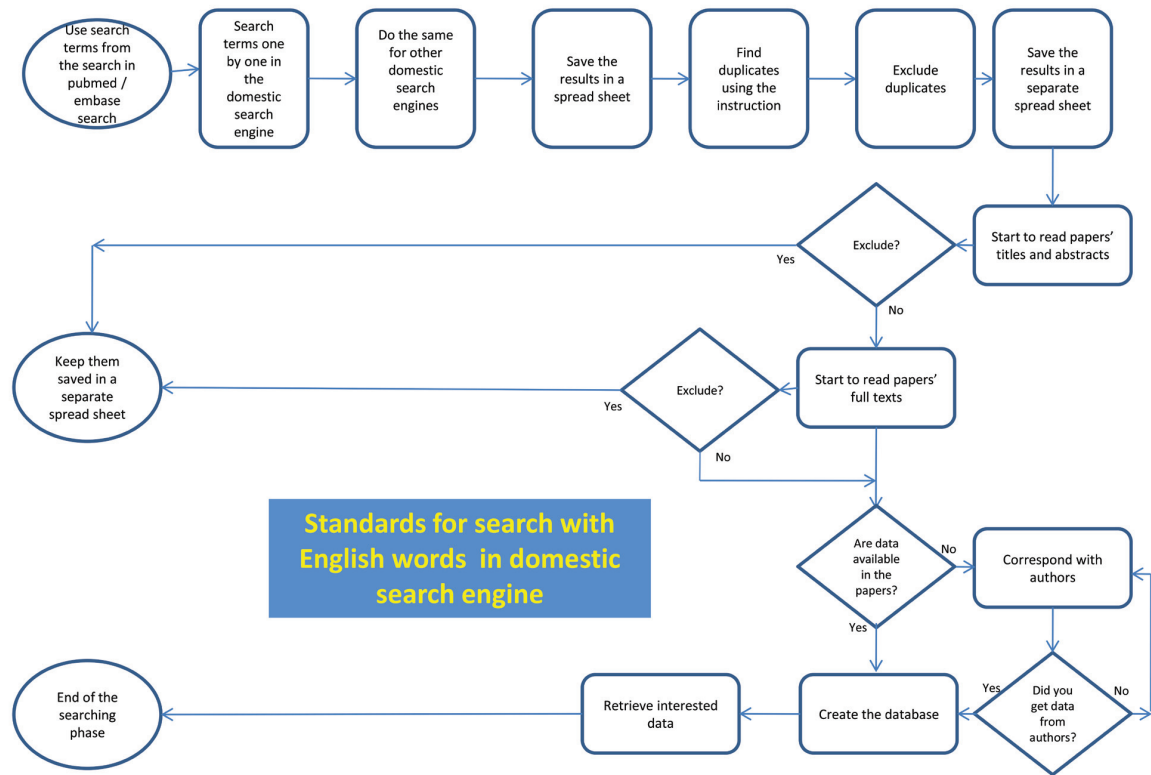 Use search
terms from
the search in
pubmed /
embase
search
Search
terms one
by one in
the
domestic
search
engine
Do the same
for other
domestic
search
engines
Save the
results in a
spread sheet
Find
duplicates
using the
instruction
Exclude
duplicates
Save the
results in a
separate
spread sheet
Start to read papers’
titles and abstracts
Exclude?
Yes
No
Keep them
saved in a
separate
spread sheet
Start to read papers’
full texts
Exclude?
Yes
No
Standards for search with
English words in domestic
search engine
Are data
available
in the
papers?
No
Yes
Correspond with
authors
Did you
get data
from
authors?
Yes
No
Create the database
Retrieve interested
data
End of the
searching
phase